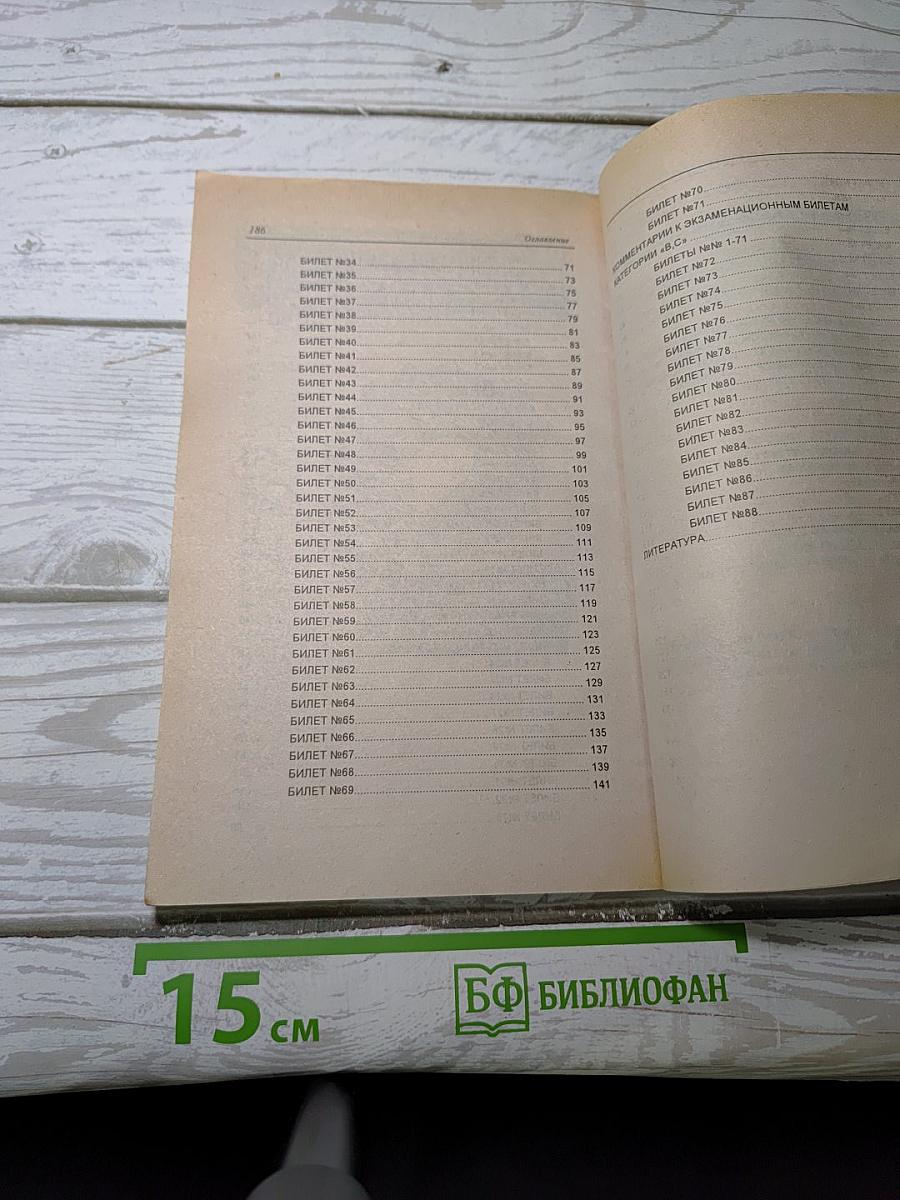 186
Оглавление
БИЛЕТ №34 71
БИЛЕТ №35 73
БИЛЕТ №36 75
БИЛЕТ №37 77
БИЛЕТ №38 79
БИЛЕТ №39 81
БИЛЕТ №40 83
БИЛЕТ №41 85
БИЛЕТ №42 87
БИЛЕТ №43 89
БИЛЕТ №44 91
БИЛЕТ №45 93
БИЛЕТ №46 95
БИЛЕТ №47 97
БИЛЕТ №48 99
БИЛЕТ №49 101
БИЛЕТ №50 103
БИЛЕТ №51 105
БИЛЕТ №52 107
БИЛЕТ №53 109
БИЛЕТ №54 111
БИЛЕТ №55 113
БИЛЕТ №56 115
БИЛЕТ №57 117
БИЛЕТ №58 119
БИЛЕТ №59 121
БИЛЕТ №60 123
БИЛЕТ №61 125
БИЛЕТ №62 127
БИЛЕТ №63 129
БИЛЕТ №64 131
БИЛЕТ №65 133
БИЛЕТ №66 135
БИЛЕТ №67 137
БИЛЕТ №68 139
БИЛЕТ №69 141
БИЛЕТ №70
БИЛЕТ №71
КОММЕНТАРИИ К ЭКЗАМЕНАЦИОННЫМ БИЛЕТАМ
КАТЕГОРИИ «В,С»
БИЛЕТЫ №№ 1-71
БИЛЕТ №72
БИЛЕТ №73
БИЛЕТ №74
БИЛЕТ №75
БИЛЕТ №76
БИЛЕТ №77
БИЛЕТ №78
БИЛЕТ №79
БИЛЕТ №80
БИЛЕТ №81
БИЛЕТ №82
БИЛЕТ №83
БИЛЕТ №84
БИЛЕТ №85
БИЛЕТ №86
БИЛЕТ №87
БИЛЕТ №88
ЛИТЕРАТУРА
15 см
БФ БИБЛИОФАН